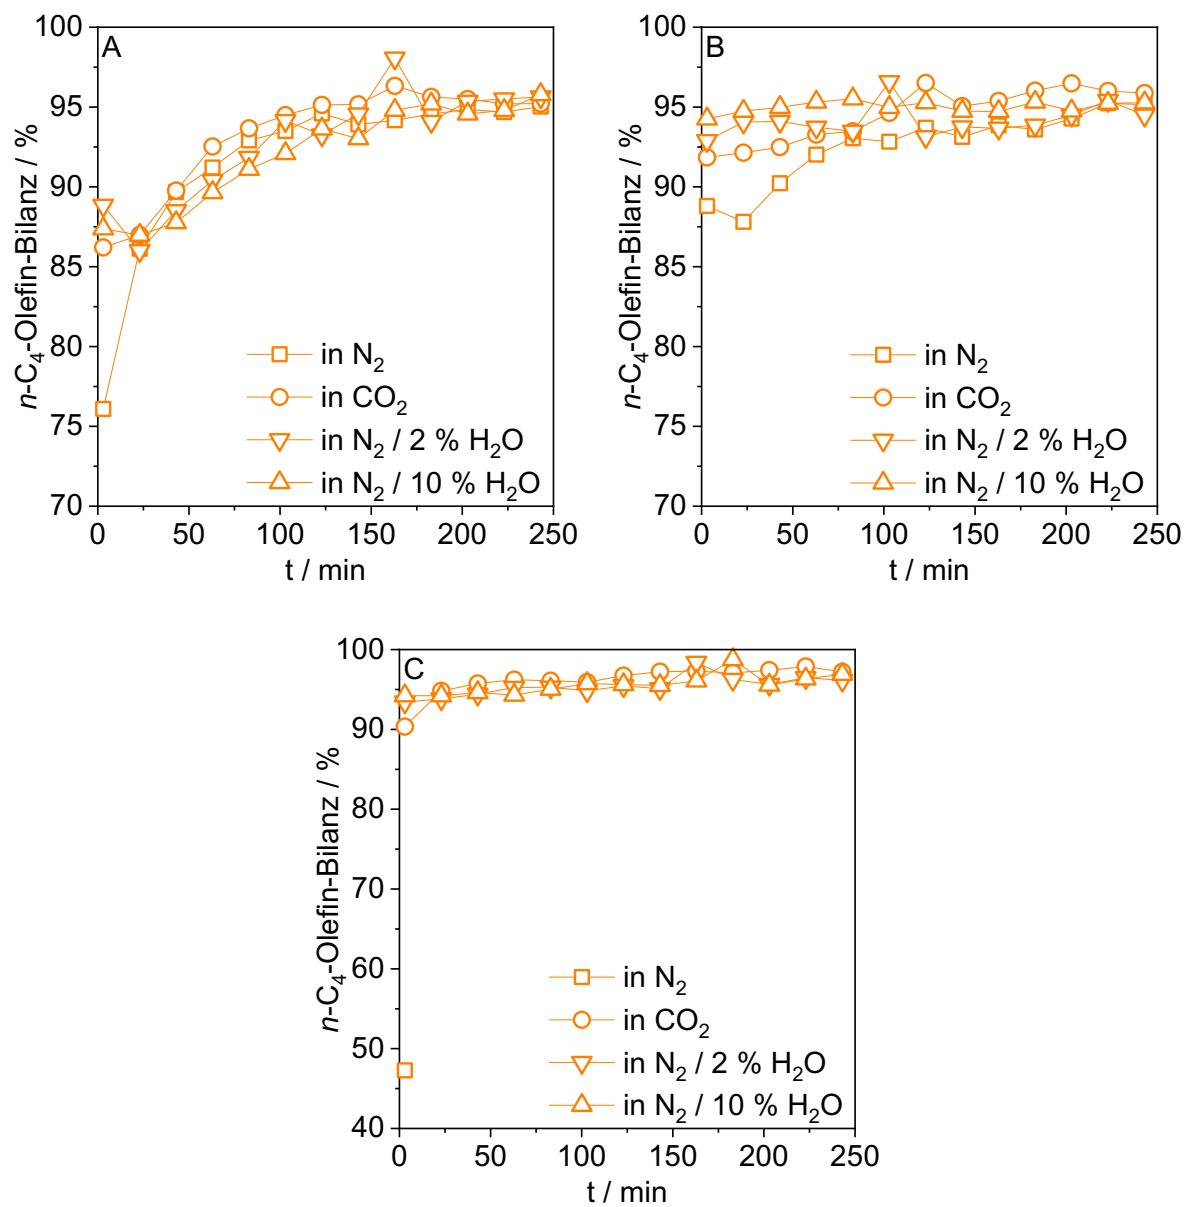 A
n-C₄-Olefin-Bilanz / %
100
95
90
85
80
75
70
in N₂
in CO₂
in N₂ / 2 % H₂O
in N₂ / 10 % H₂O
0 50 100 150 200 250
t / min
B
n-C₄-Olefin-Bilanz / %
100
95
90
85
80
75
70
in N₂
in CO₂
in N₂ / 2 % H₂O
in N₂ / 10 % H₂O
0 50 100 150 200 250
t / min
C
n-C₄-Olefin-Bilanz / %
100
90
80
70
60
50
40
in N₂
in CO₂
in N₂ / 2 % H₂O
in N₂ / 10 % H₂O
0 50 100 150 200 250
t / min